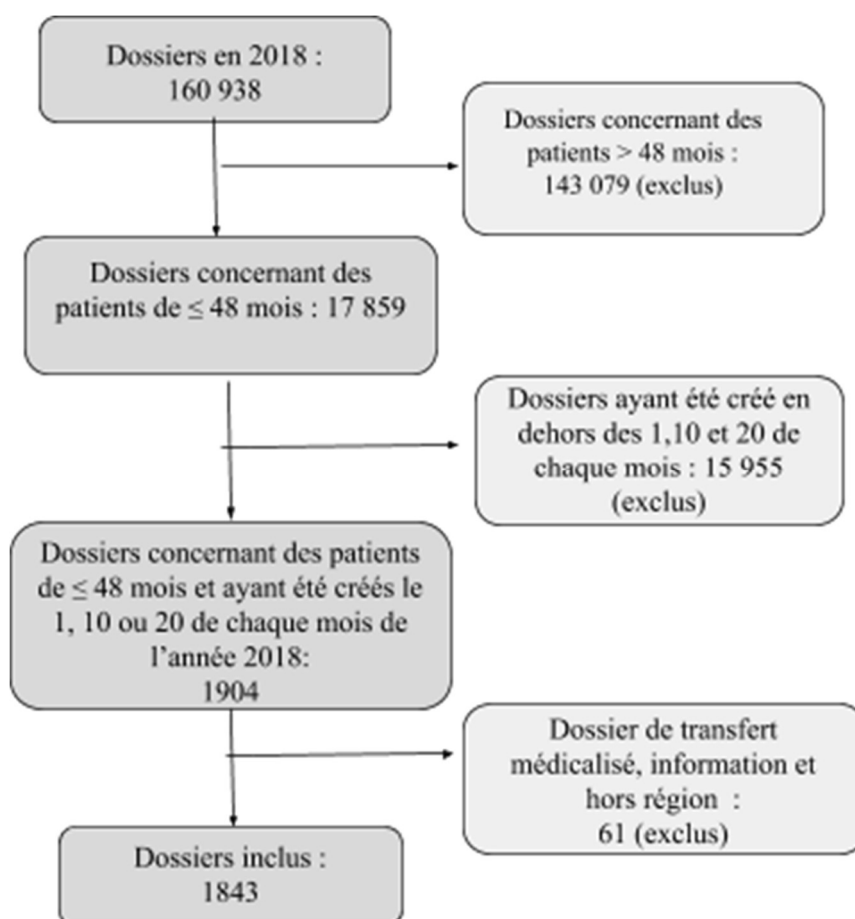 Dossiers en 2018 :
160 938
Dossiers concernant des
patients > 48 mois :
143 079 (exclus)
Dossiers concernant des
patients de ≤ 48 mois : 17 859
Dossiers ayant été créé en
dehors des 1,10 et 20 de
chaque mois : 15 955
(exclus)
Dossiers concernant des patients
de ≤ 48 mois et ayant été créés le
1, 10 ou 20 de chaque mois de
l’année 2018:
1904
Dossier de transfert
médicalisé, information et
hors région :
61 (exclus)
Dossiers inclus :
1843